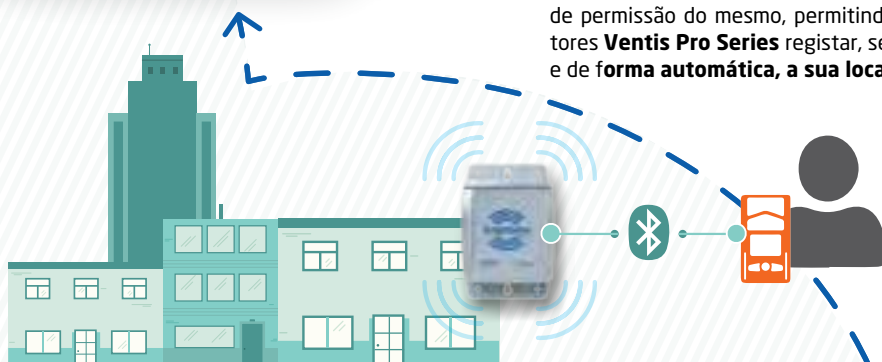 de permissão do mesmo, permitind
tores Ventis Pro Series registar, se
e de forma automática, a sua loca